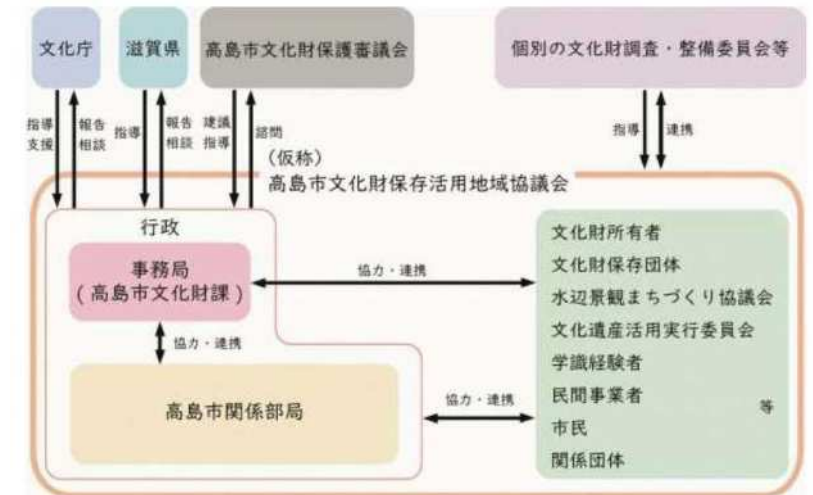 文化庁
滋賀県
高島市文化財保護審議会
個別の文化財調査・整備委員会等
指導
支援
報告
相談
指導
報告
相談
建議
指導
諮問
指導
連携
(仮称)
高島市文化財保存活用地域協議会
行政
事務局
(高島市文化財課)
協力・連携
協力・連携
高島市関係部局
協力・連携
文化財所有者
文化財保存団体
水辺景観まちづくり協議会
文化遺産活用実行委員会
学識経験者
民間事業者
等
市民
関係団体